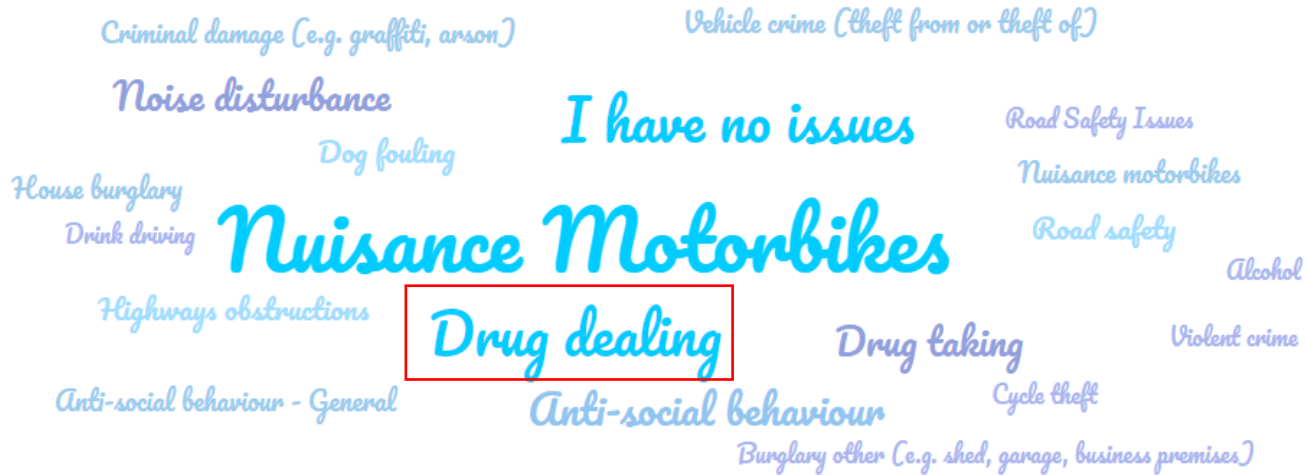 Criminal damage (e.g. graffiti, arson)
Vehicle crime (theft from or theft of)
Noise disturbance
I have no issues
Road Safety Issues
Dog fouling
Nuisance motorbikes
House burglary
Drink driving
Nuisance Motorbikes
Road safety
Alcohol
Highways obstructions
Drug dealing
Drug taking
Violent crime
Anti-social behaviour - General
Anti-social behaviour
Cycle theft
Burglary other (e.g. shed, garage, business premises)